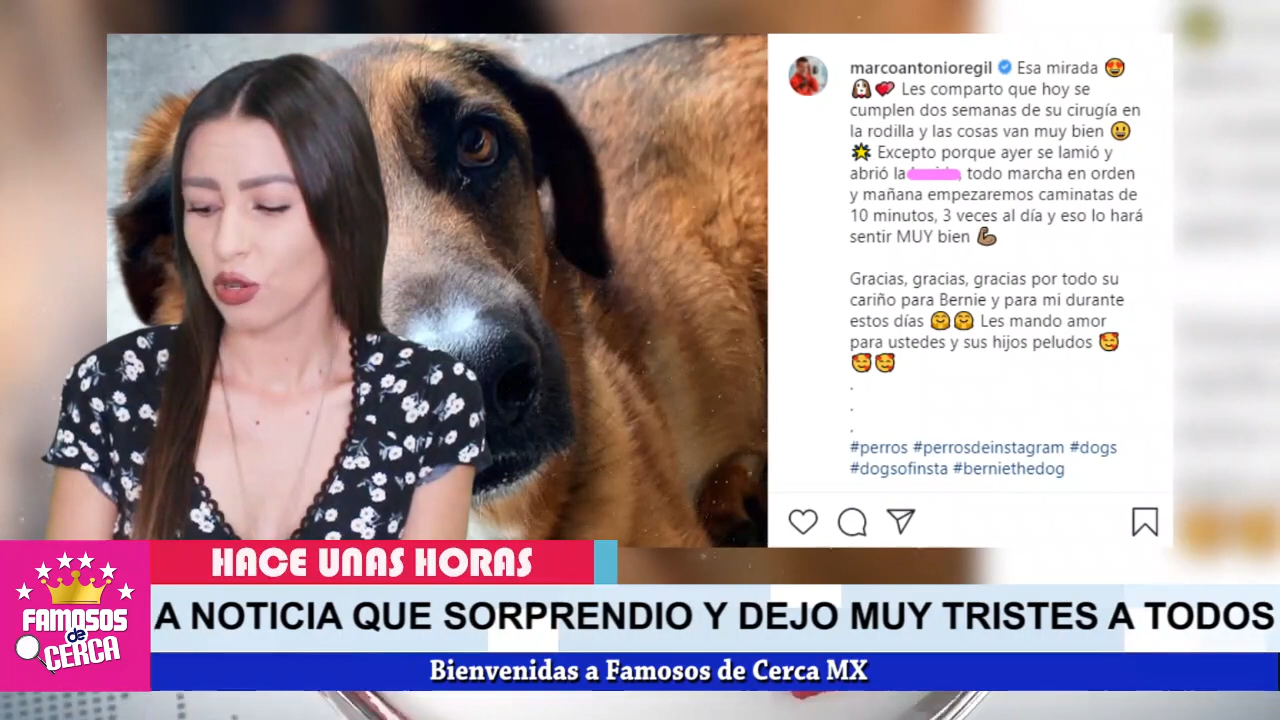 marcoantonioregil Esa mirada 😍
🐶💕 Les comparto que hoy se
cumplen dos semanas de su cirugía en
la rodilla y las cosas van muy bien 😀
🌟 Excepto porque ayer se lamió y
abrió la , todo marcha en orden
y mañana empezaremos caminatas de
10 minutos, 3 veces al día y eso lo hará
sentir MUY bien 💪🏽
Gracias, gracias, gracias por todo su
cariño para Bernie y para mi durante
estos días 🤗🤗 Les mando amor
para ustedes y sus hijos peludos 🥰
🥰🥰
.
.
.
#perros #perrosdeinstagram #dogs
#dogsofinsta #berniethedog
HACE UNAS HORAS
A NOTICIA QUE SORPRENDIO Y DEJO MUY TRISTES A TODOS
FAMOSOS
de
CERCA
Bienvenidas a Famosos de Cerca MX